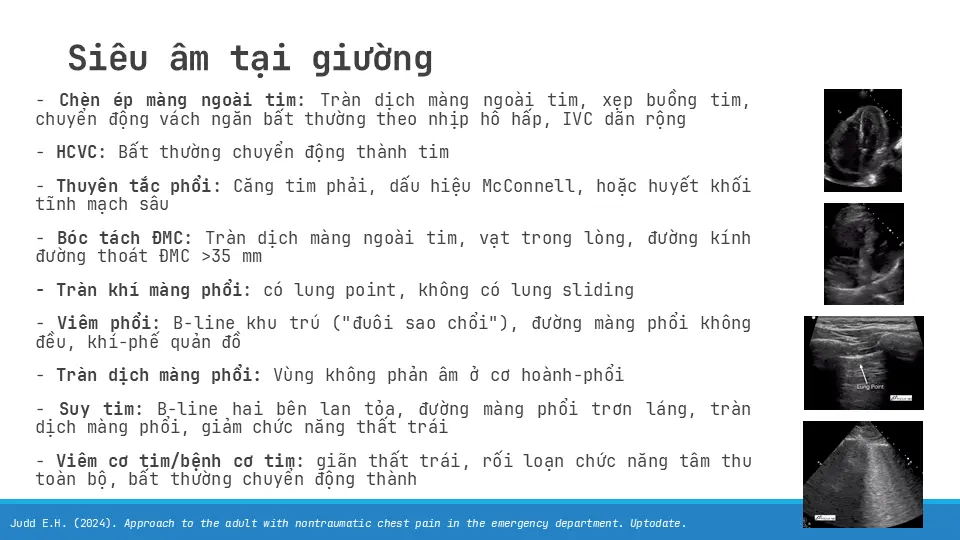 Siêu âm tại giường
- Chèn ép màng ngoài tim: Tràn dịch màng ngoài tim, xẹp buồng tim,
chuyển động vách ngăn bất thường theo nhịp hô hấp, IVC dãn rộng
- HCVC: Bất thường chuyển động thành tim
- Thuyên tắc phổi: Căng tim phải, dấu hiệu McConnell, hoặc huyết khối
tĩnh mạch sâu
- Bóc tách ĐMC: Tràn dịch màng ngoài tim, vạt trong lòng, đường kính
đường thoát ĐMC >35 mm
- Tràn khí màng phổi: có lung point, không có lung sliding
- Viêm phổi: B-line khu trú ("đuôi sao chổi"), đường màng phổi không
đều, khí-phế quản đồ
- Tràn dịch màng phổi: Vùng không phản âm ở cơ hoành-phổi
- Suy tim: B-line hai bên lan tỏa, đường màng phổi trơn láng, tràn
dịch màng phổi, giảm chức năng thất trái
- Viêm cơ tim/bệnh cơ tim: giãn thất trái, rối loạn chức năng tâm thu
toàn bộ, bất thường chuyển động thành
Lung Point
Judd E.H. (2024). Approach to the adult with nontraumatic chest pain in the emergency department. Uptodate.